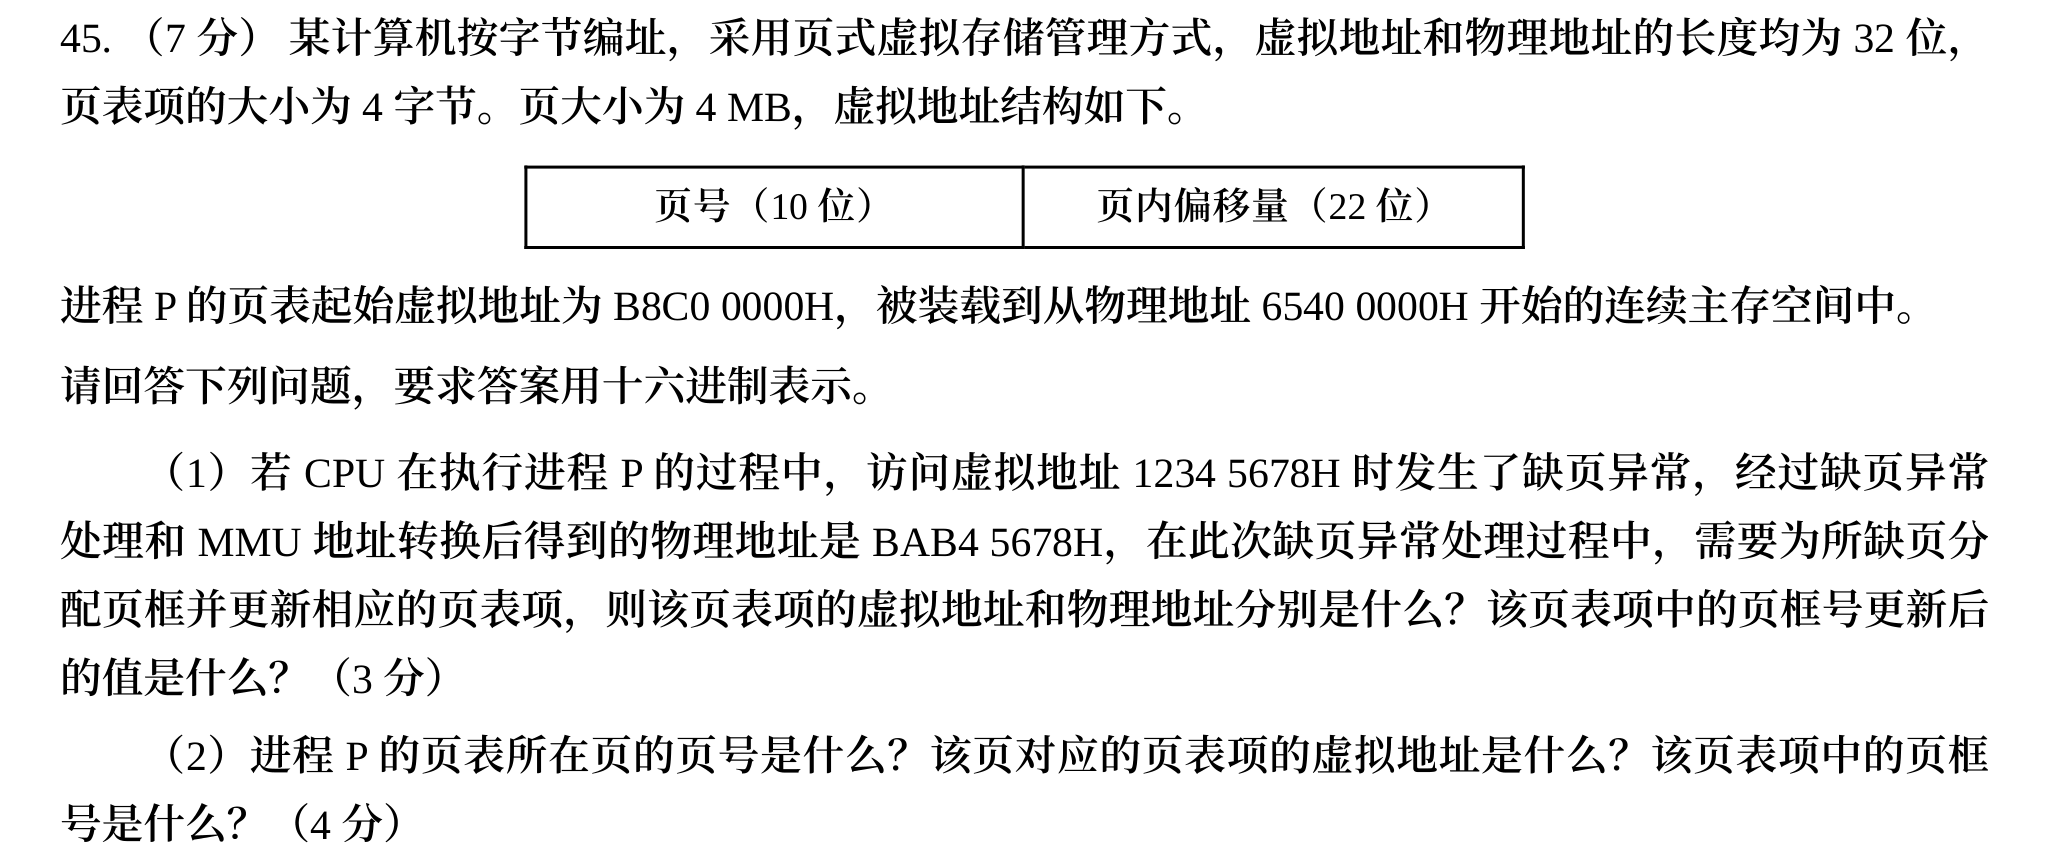 45. （7 分） 某计算机按字节编址，采用页式虚拟存储管理方式，虚拟地址和物理地址的长度均为 32 位，
页表项的大小为 4 字节。页大小为 4 MB，虚拟地址结构如下。
页号（10 位） 页内偏移量（22 位）
进程 P 的页表起始虚拟地址为 B8C0 0000H，被装载到从物理地址 6540 0000H 开始的连续主存空间中。
请回答下列问题，要求答案用十六进制表示。
（1）若 CPU 在执行进程 P 的过程中，访问虚拟地址 1234 5678H 时发生了缺页异常，经过缺页异常
处理和 MMU 地址转换后得到的物理地址是 BAB4 5678H，在此次缺页异常处理过程中，需要为所缺页分
配页框并更新相应的页表项，则该页表项的虚拟地址和物理地址分别是什么？该页表项中的页框号更新后
的值是什么？（3 分）
（2）进程 P 的页表所在页的页号是什么？该页对应的页表项的虚拟地址是什么？该页表项中的页框
号是什么？（4 分）